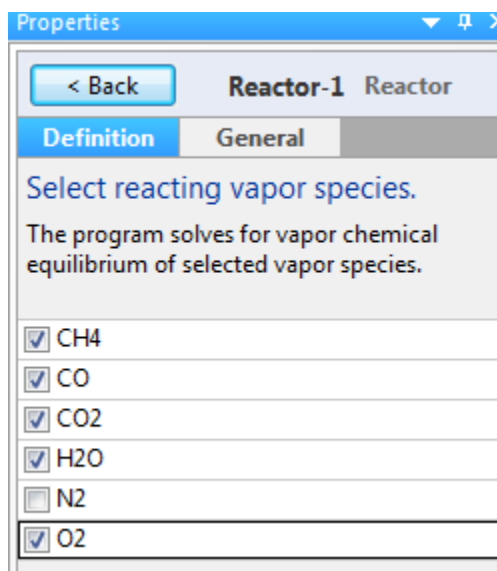 Properties
< Back Reactor-1 Reactor
Definition General
Select reacting vapor species.
The program solves for vapor chemical
equilibrium of selected vapor species.
CH4
CO
CO2
H2O
N2
O2